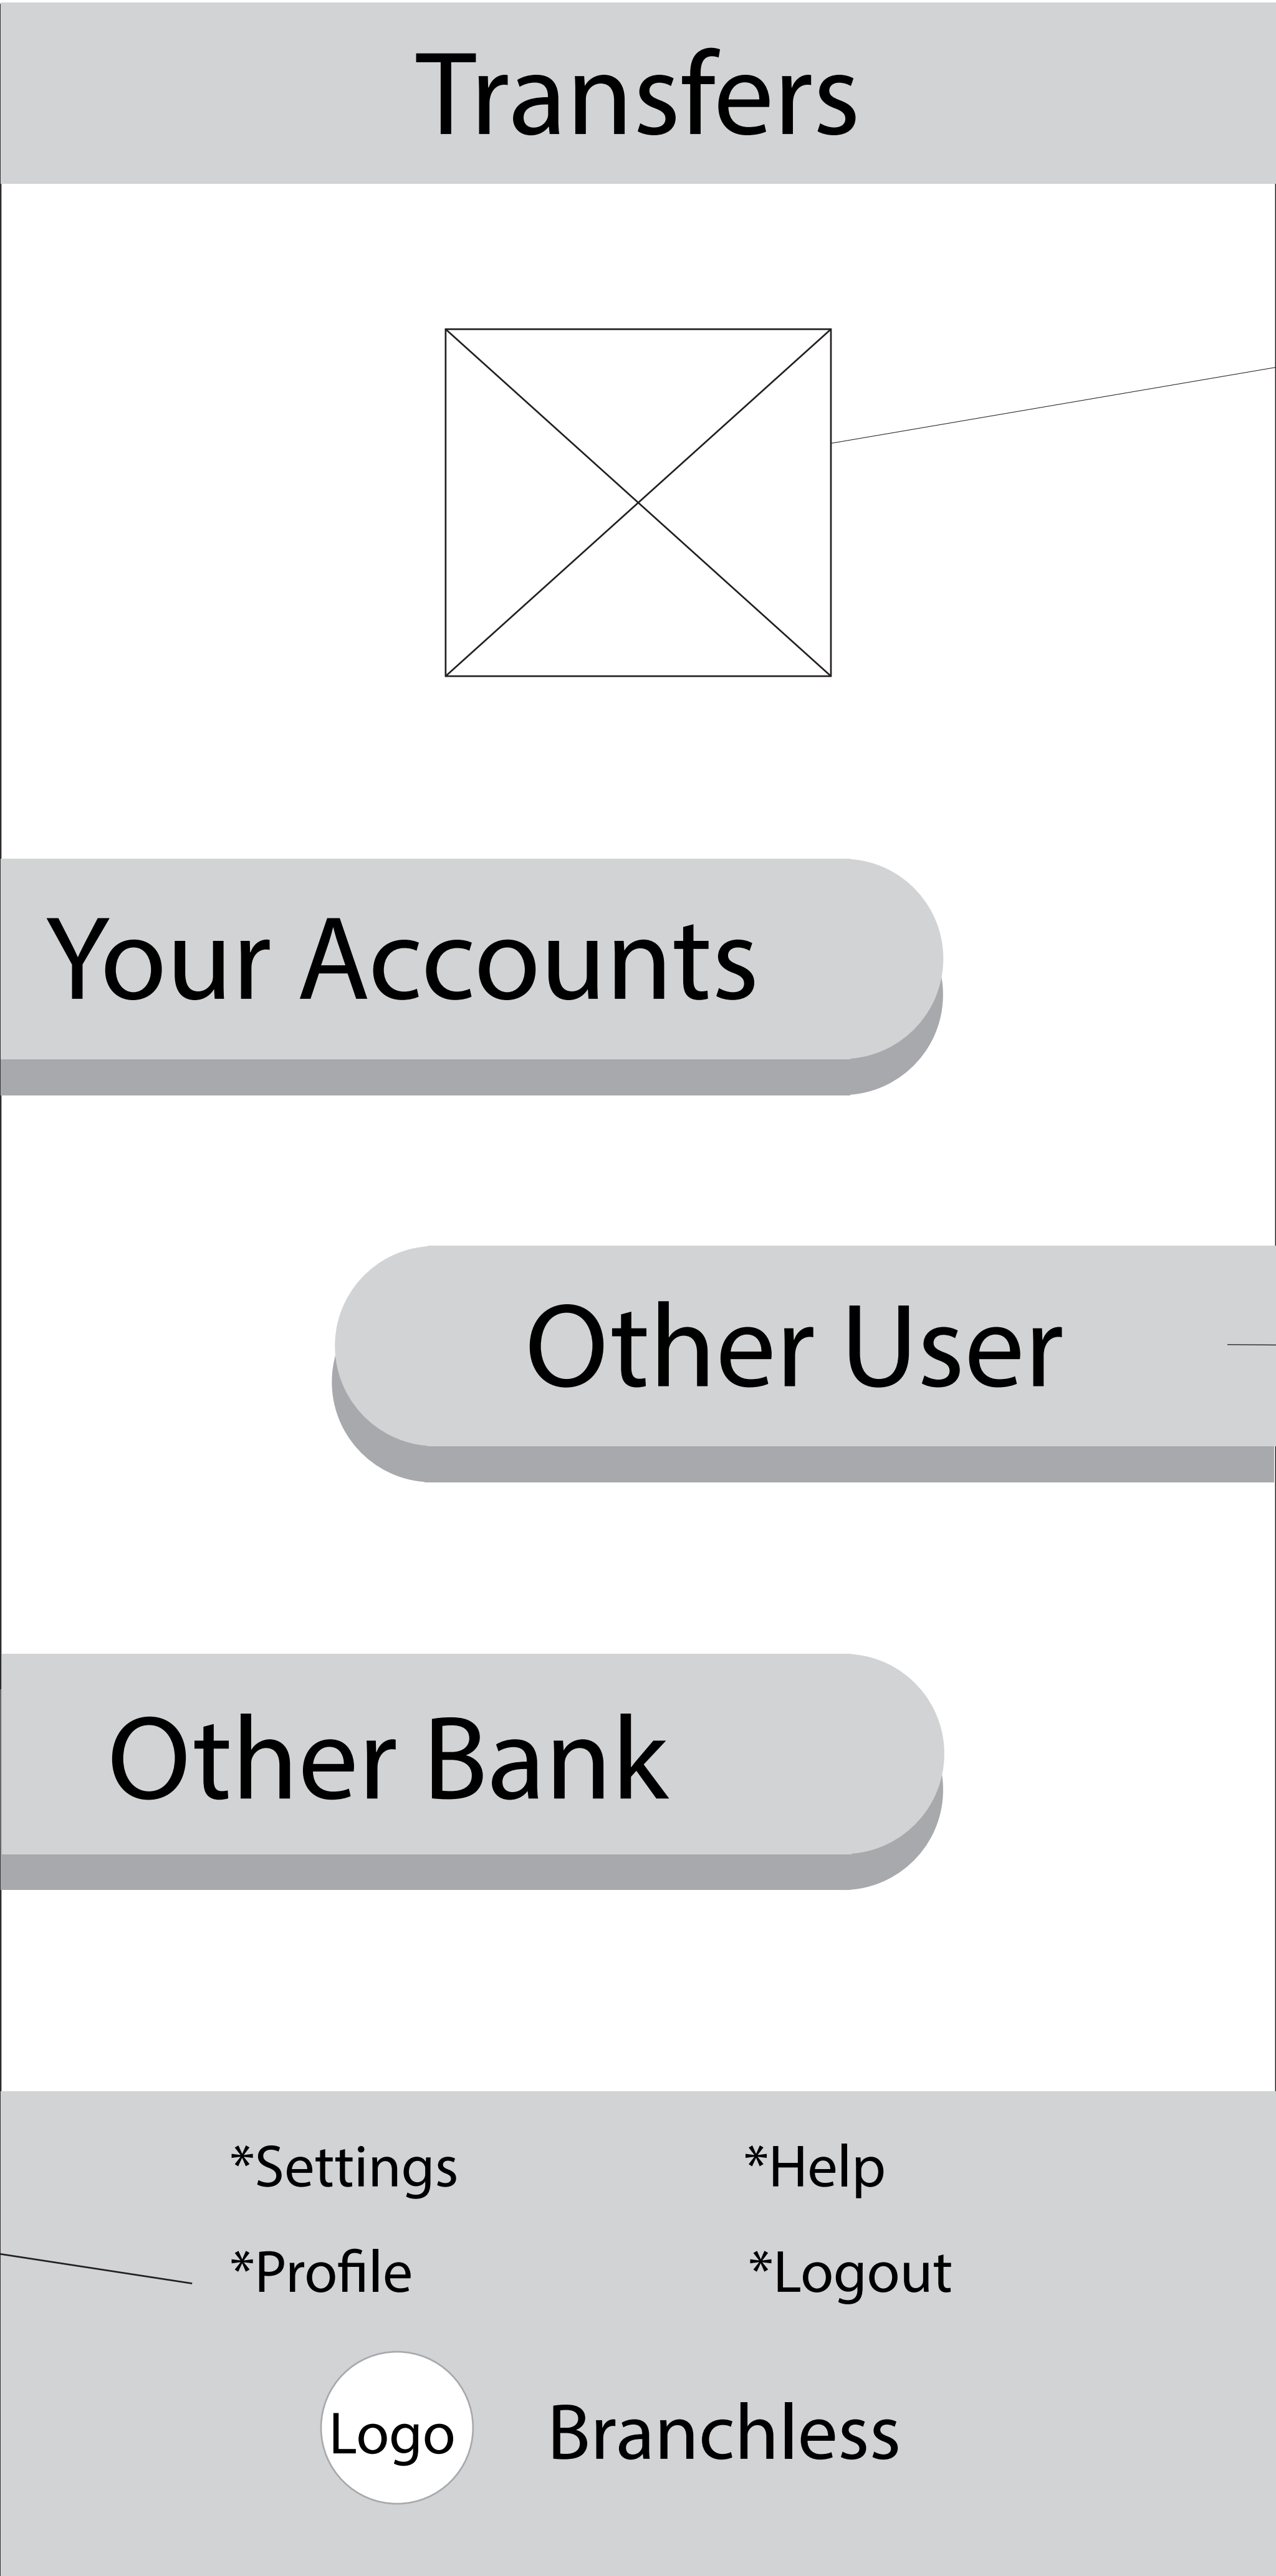 Transfers
Your Accounts
Other User
Other Bank
*Settings
*Help
*Profile
*Logout
Logo
Branchless